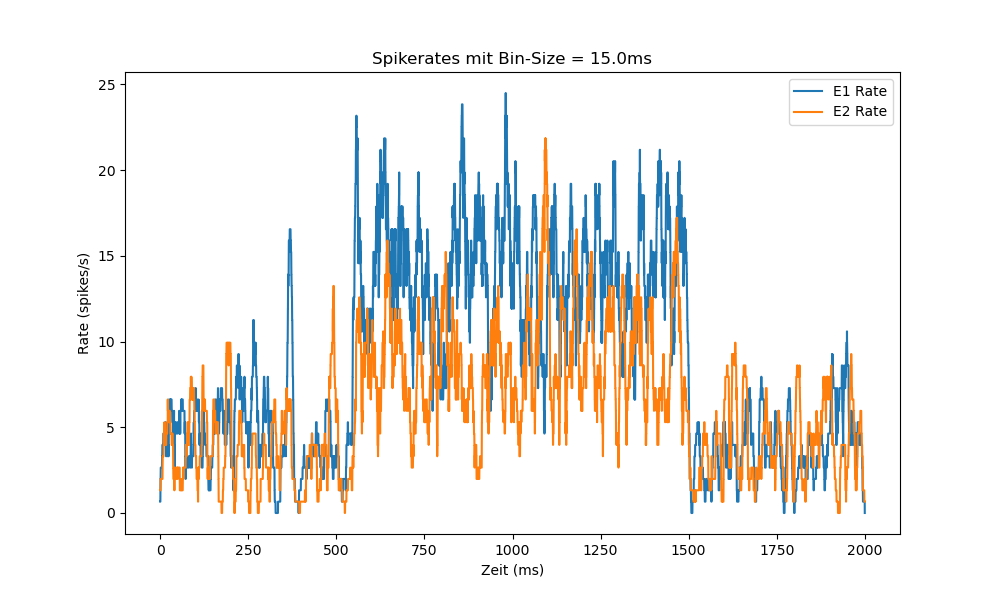 Spikerates mit Bin-Size = 15.0ms
25
20
15
10
5
0
Rate (spikes/s)
E1 Rate
E2 Rate
0 250 500 750 1000 1250 1500 1750 2000
Zeit (ms)